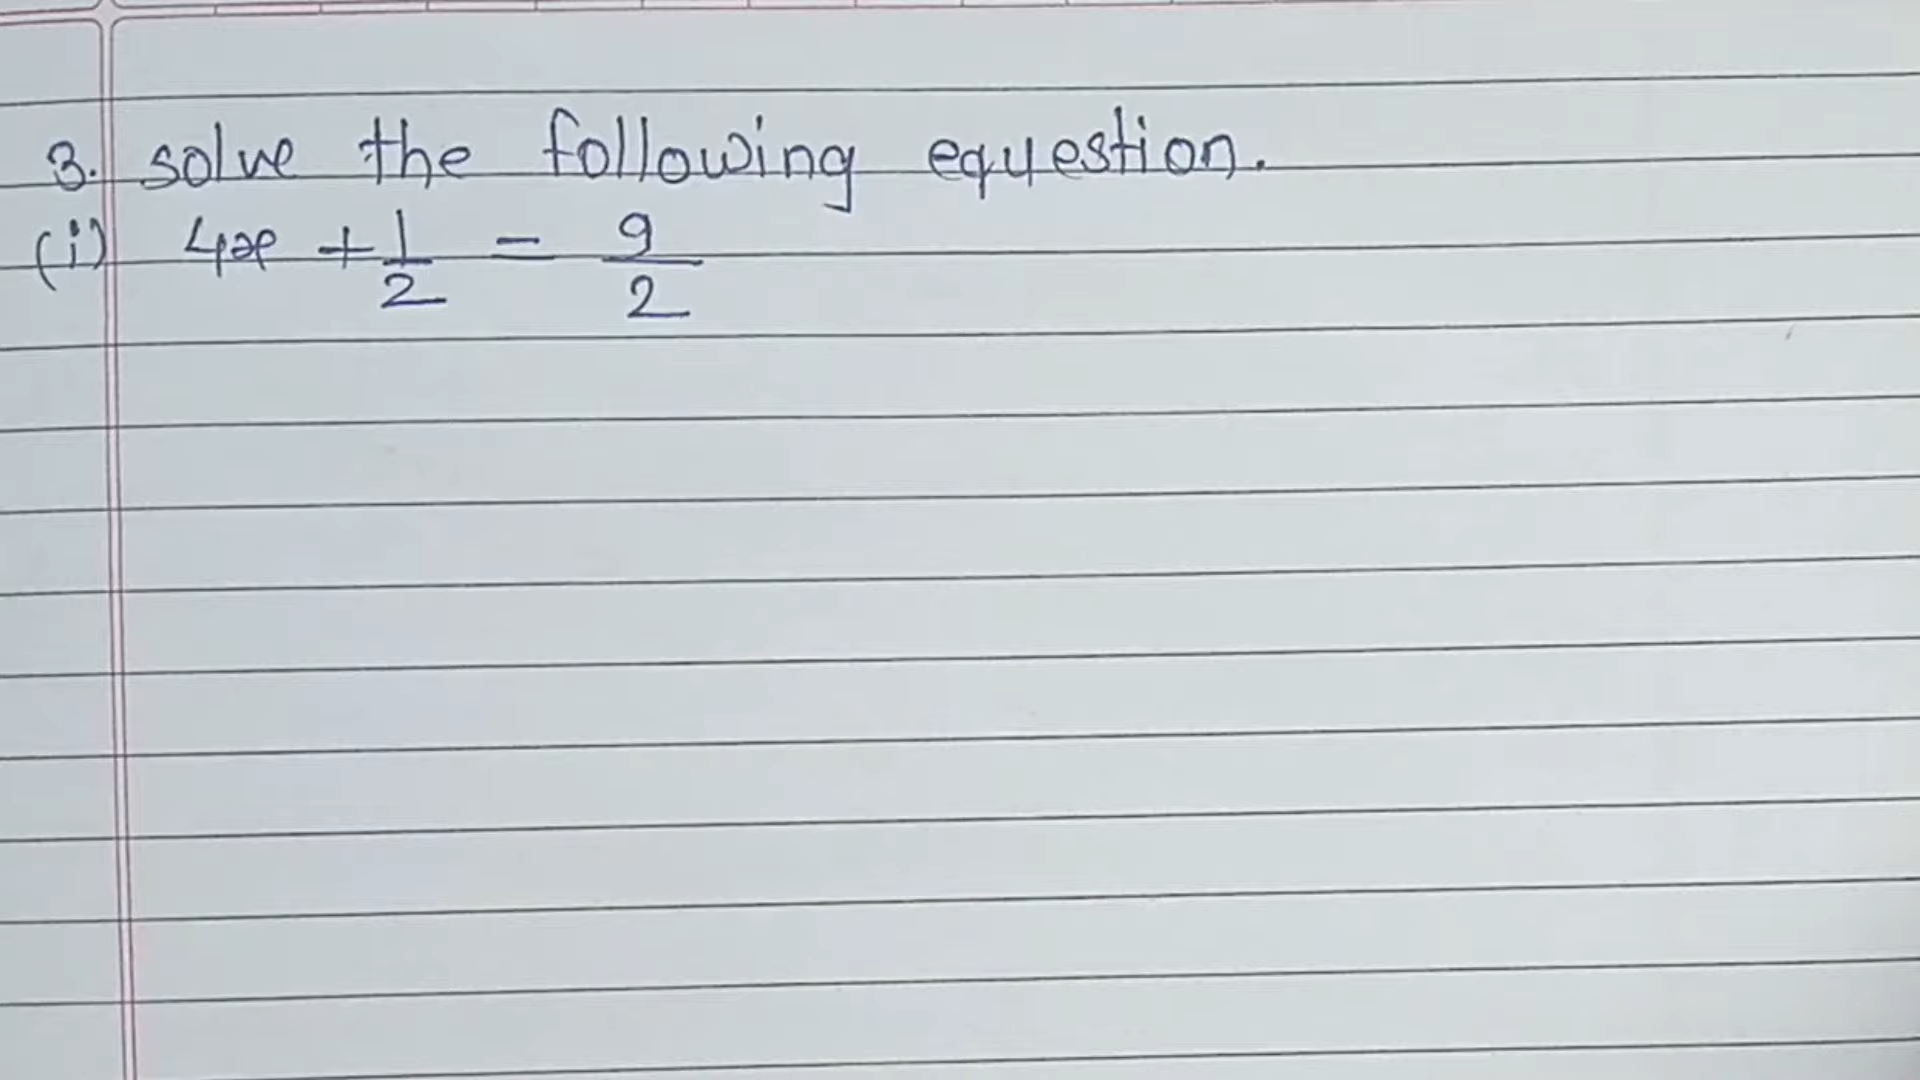 3. solve the following equestion.
(i) 4x + 1/2 = 9/2